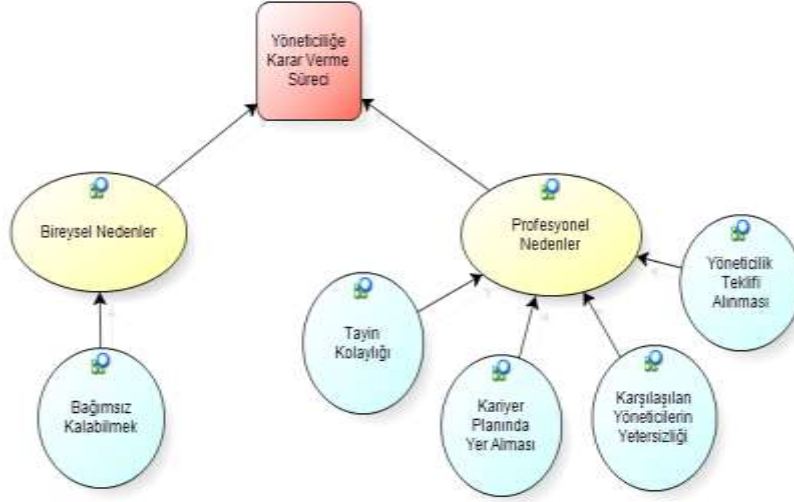 Yöneticiliğe
Karar Verme
Süreci
Bireysel Nedenler
Profesyonel
Nedenler
Yöneticilik
Teklifi
Alınması
Tayin
Kolaylığı
Bağımsız
Kalabilmek
Kariyer
Planında
Yer Alması
Karşılaşılan
Yöneticilerin
Yetersizliği